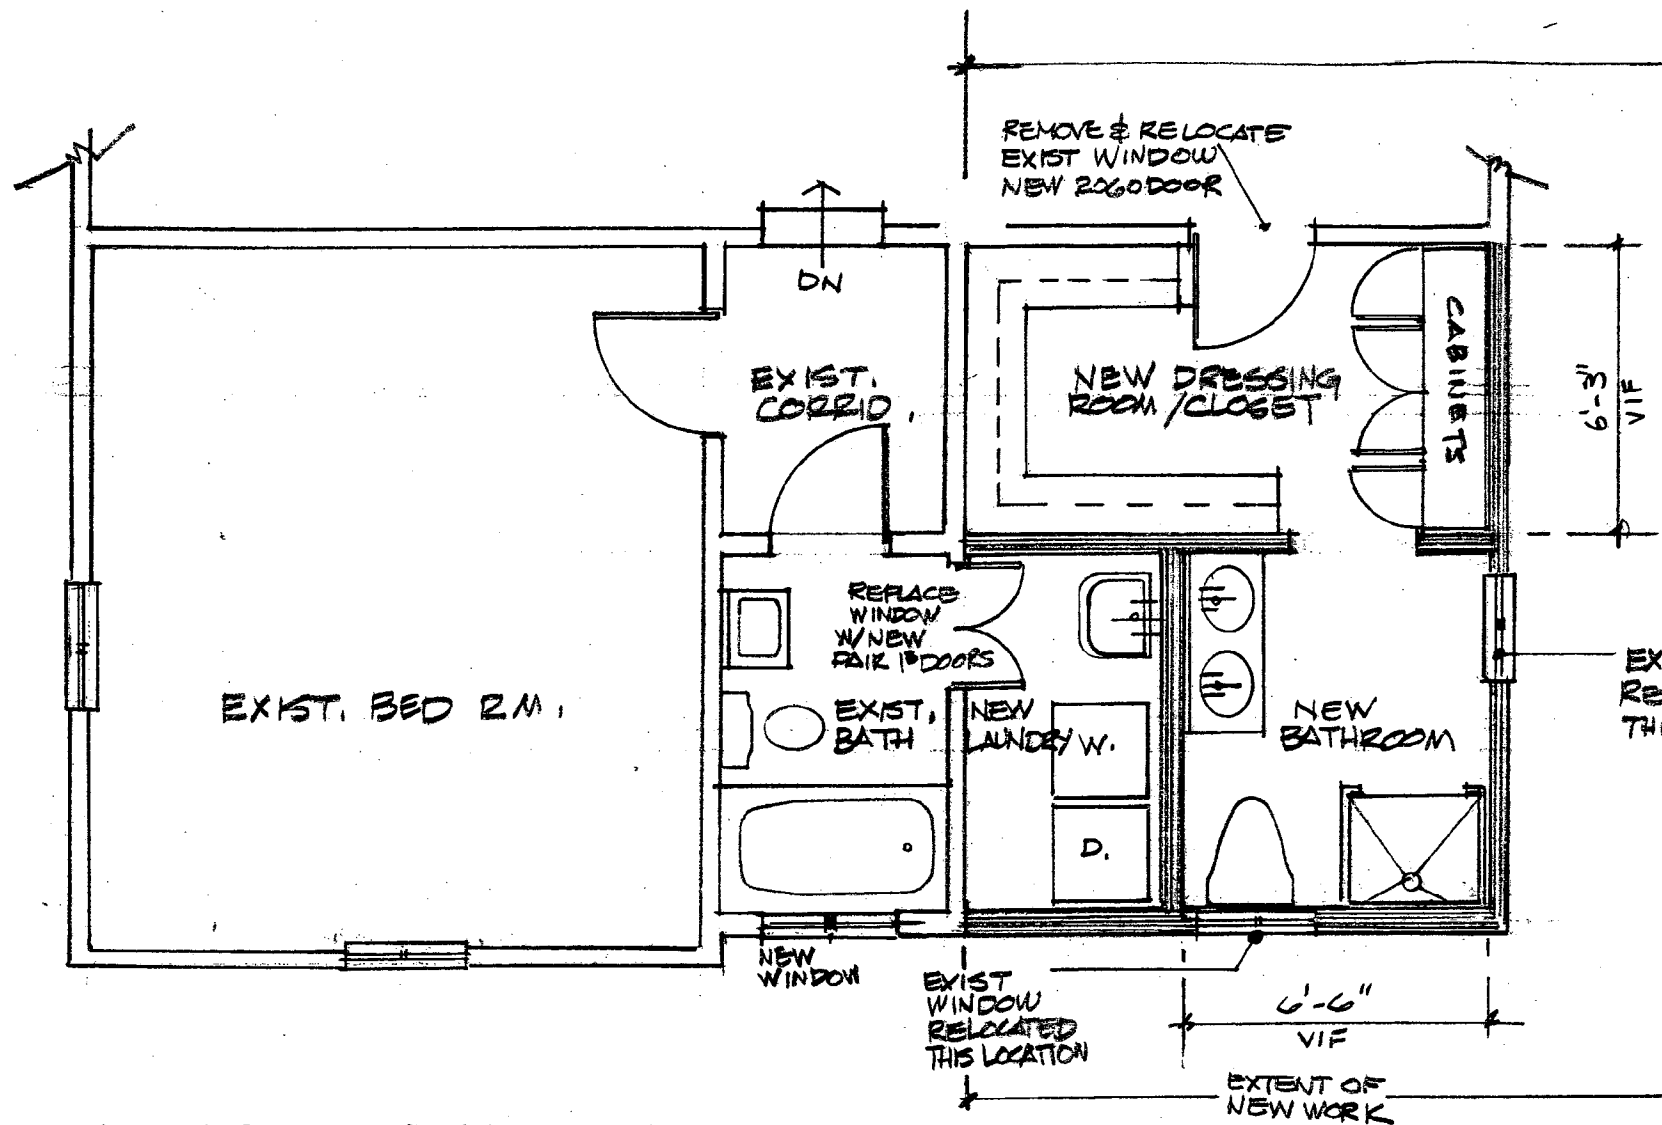 REMOVE & RELOCATE
EXIST WINDOW
NEW 2060 DOOR
DN
EXIST.
CORRID.
NEW DRESSING
ROOM/CLOSET
CABINETS
6'-3"
VIF
REPLACE
WINDOW
W/NEW
PAIR 1³ DOORS
EXIST. BED RM.
EXIST.
BATH
NEW
LAUNDRY
W.
D.
NEW
BATHROOM
EX
RE
TH
NEW
WINDOW
EXIST
WINDOW
RELOCATED
THIS LOCATION
6'-6"
VIF
EXTENT OF
NEW WORK